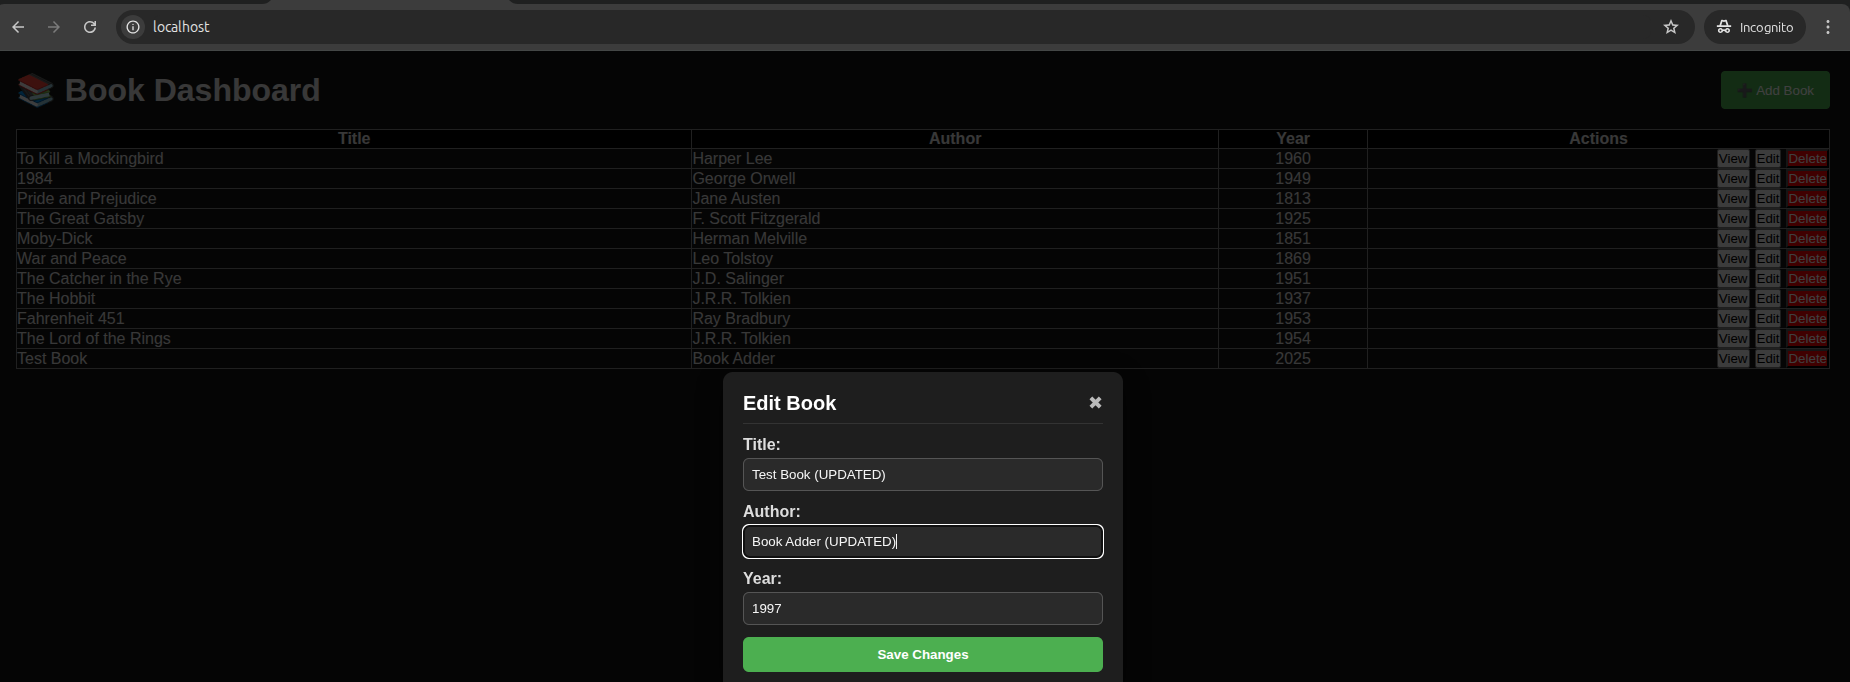 localhost
Incognito
Book Dashboard
Add Book
Title Author Year Actions
To Kill a Mockingbird Harper Lee 1960 View Edit Delete
1984 George Orwell 1949 View Edit Delete
Pride and Prejudice Jane Austen 1813 View Edit Delete
The Great Gatsby F. Scott Fitzgerald 1925 View Edit Delete
Moby-Dick Herman Melville 1851 View Edit Delete
War and Peace Leo Tolstoy 1869 View Edit Delete
The Catcher in the Rye J.D. Salinger 1951 View Edit Delete
The Hobbit J.R.R. Tolkien 1937 View Edit Delete
Fahrenheit 451 Ray Bradbury 1953 View Edit Delete
The Lord of the Rings J.R.R. Tolkien 1954 View Edit Delete
Test Book Book Adder 2025 View Edit Delete
Edit Book
Title:
Test Book (UPDATED)
Author:
Book Adder (UPDATED)
Year:
1997
Save Changes